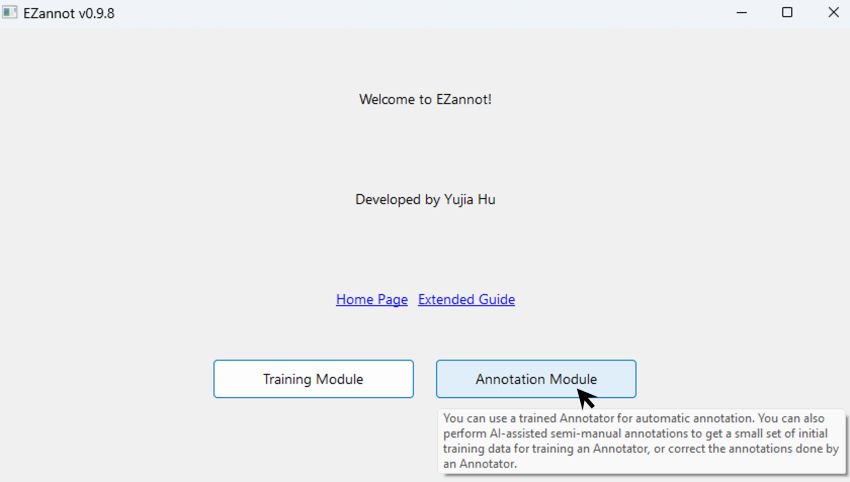 EZannot v0.9.8
Welcome to EZannot!
Developed by Yujia Hu
Home Page Extended Guide
Training Module Annotation Module
You can use a trained Annotator for automatic annotation. You can also
perform AI-assisted semi-manual annotations to get a small set of initial
training data for training an Annotator, or correct the annotations done by
an Annotator.